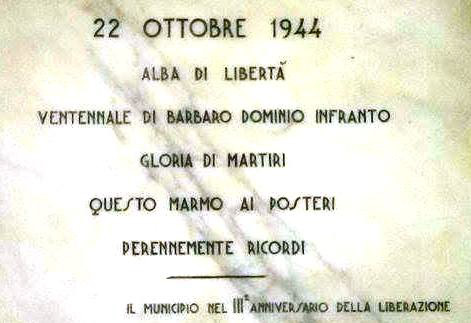 22 OTTOBRE 1944
ALBA DI LIBERTÀ
VENTENNALE DI BARBARO DOMINIO INFRANTO
GLORIA DI MARTIRI
QUESTO MARMO AI POSTERI
PERENNEMENTE RICORDI
IL MUNICIPIO NEL III° ANNIVERSARIO DELLA LIBERAZIONE